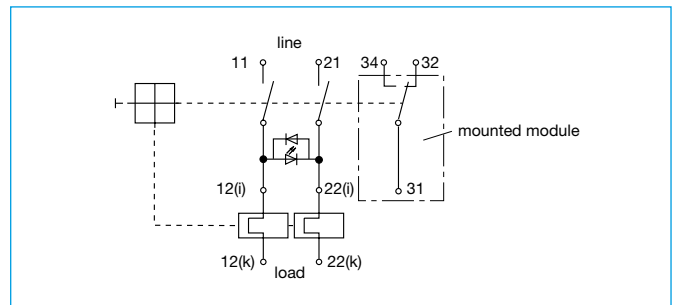 line
11 21 34 32
mounted module
12(i) 22(i) 31
12(k) 22(k)
load